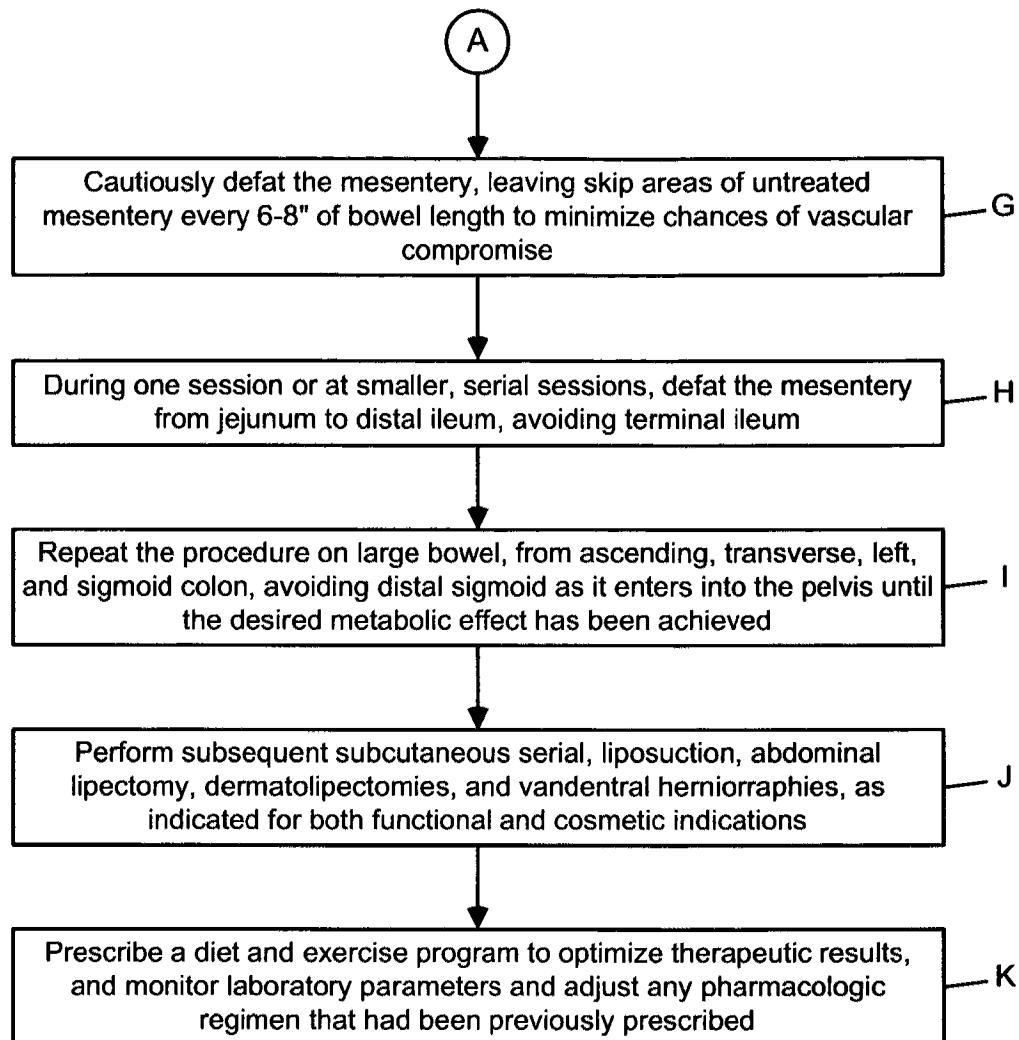 A
Cautiously defat the mesentery, leaving skip areas of untreated
mesentery every 6-8" of bowel length to minimize chances of vascular
compromise
G
During one session or at smaller, serial sessions, defat the mesentery
from jejunum to distal ileum, avoiding terminal ileum
H
Repeat the procedure on large bowel, from ascending, transverse, left,
and sigmoid colon, avoiding distal sigmoid as it enters into the pelvis until
the desired metabolic effect has been achieved
I
Perform subsequent subcutaneous serial, liposuction, abdominal
lipectomy, dermatolipectomies, and vandentral herniorraphies, as
indicated for both functional and cosmetic indications
J
Prescribe a diet and exercise program to optimize therapeutic results,
and monitor laboratory parameters and adjust any pharmacologic
regimen that had been previously prescribed
K